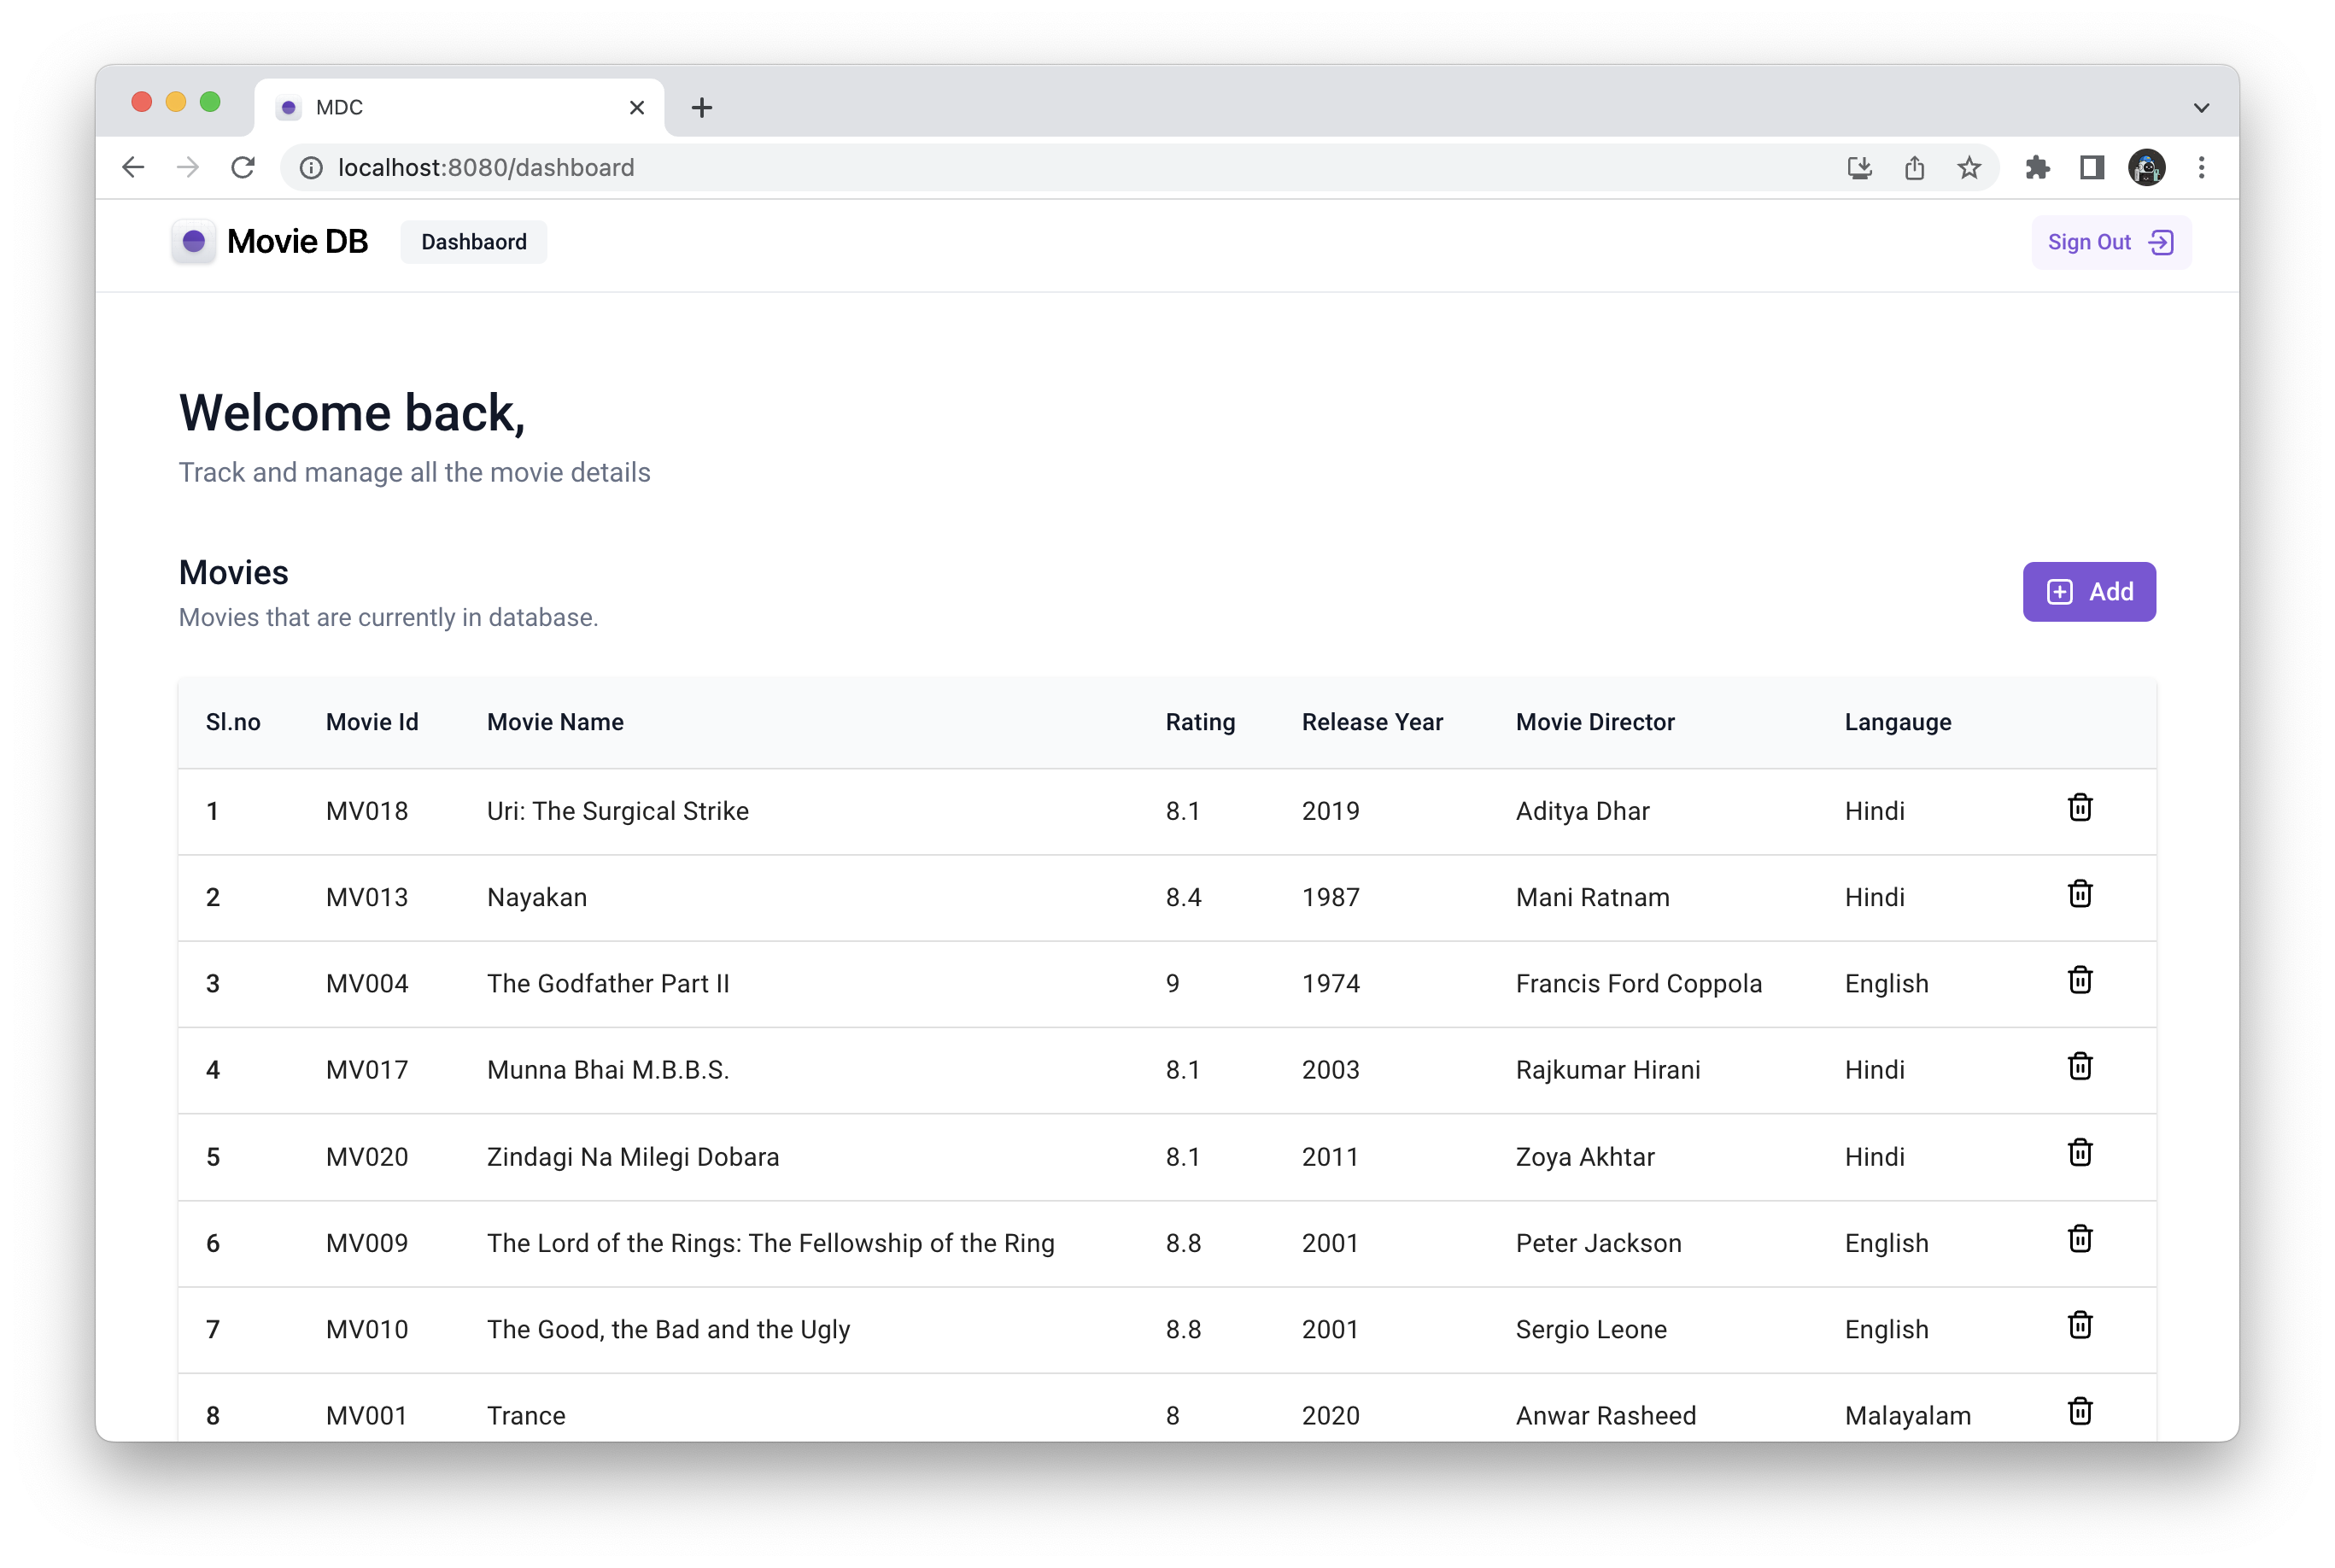 MDC
localhost:8080/dashboard
Movie DB Dashbaord Sign Out
Welcome back,
Track and manage all the movie details
Movies
Movies that are currently in database.
Add
Sl.no Movie Id Movie Name Rating Release Year Movie Director Langauge
1 MV018 Uri: The Surgical Strike 8.1 2019 Aditya Dhar Hindi
2 MV013 Nayakan 8.4 1987 Mani Ratnam Hindi
3 MV004 The Godfather Part II 9 1974 Francis Ford Coppola English
4 MV017 Munna Bhai M.B.B.S. 8.1 2003 Rajkumar Hirani Hindi
5 MV020 Zindagi Na Milegi Dobara 8.1 2011 Zoya Akhtar Hindi
6 MV009 The Lord of the Rings: The Fellowship of the Ring 8.8 2001 Peter Jackson English
7 MV010 The Good, the Bad and the Ugly 8.8 2001 Sergio Leone English
8 MV001 Trance 8 2020 Anwar Rasheed Malayalam